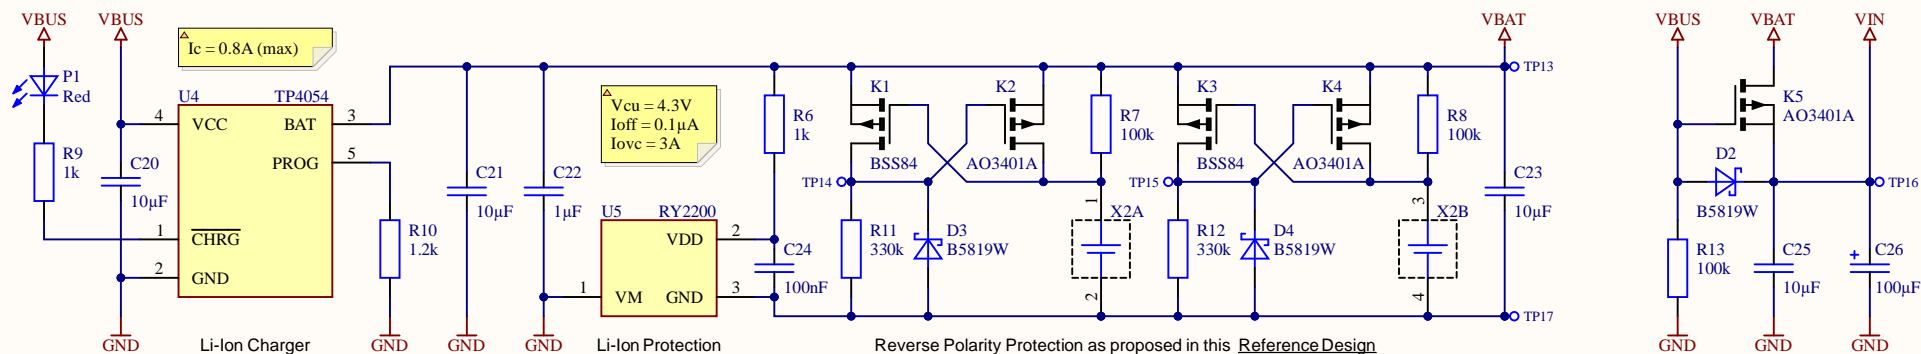 VBUS
VBUS
VBAT
VBUS
VBAT
VIN
Ic = 0.8A (max)
P1
Red
U4
TP4054
4
VCC
BAT
3
PROG
5
1
CHRG
2
GND
R9
1k
C20
10µF
R10
1.2k
C21
10µF
C22
1µF
Vcu = 4.3V
Ioff = 0.1µA
Iovc = 3A
U5
RY2200
VDD
2
1
VM
GND
3
R6
1k
C24
100nF
K1
BSS84
K2
AO3401A
R7
100k
TP14
R11
330k
D3
B5819W
1
X2A
2
K3
BSS84
K4
AO3401A
R8
100k
TP15
R12
330k
D4
B5819W
3
X2B
4
TP13
C23
10µF
TP17
K5
AO3401A
D2
B5819W
TP16
R13
100k
C25
10µF
C26
+
100µF
GND
Li-Ion Charger
GND
GND
GND
Li-Ion Protection
Reverse Polarity Protection as proposed in this Reference Design
GND
GND
GND